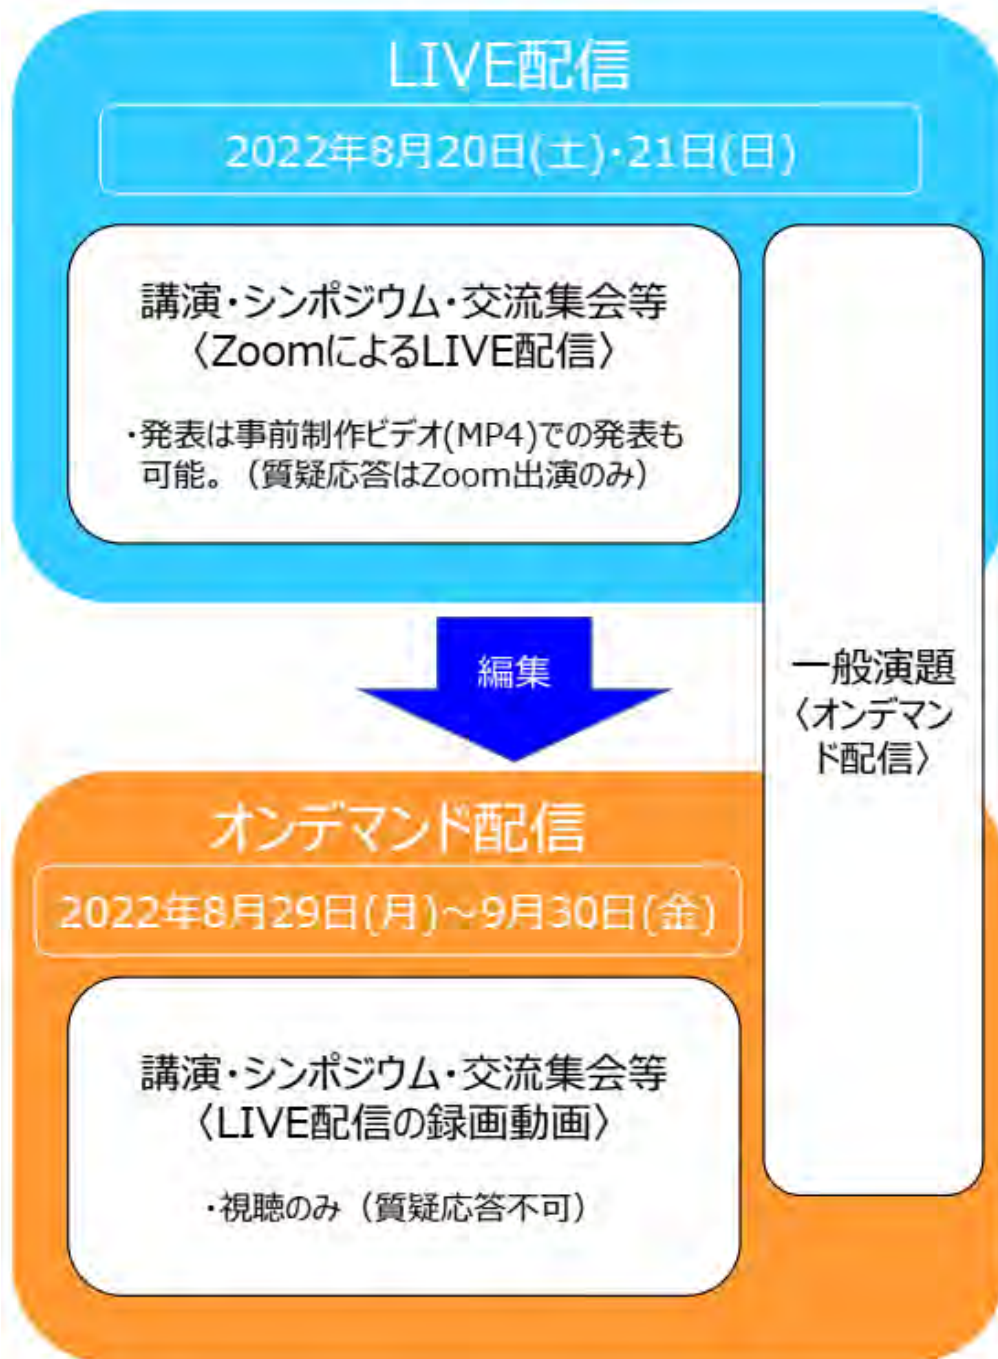 LIVE配信
2022年8月20日(土)・21日(日)
講演・シンポジウム・交流集会等
〈ZoomによるLIVE配信〉
・発表は事前制作ビデオ(MP4)での発表も
可能。（質疑応答はZoom出演のみ）
編集
一般演題
〈オンデマン
ド配信〉
オンデマンド配信
2022年8月29日(月)～9月30日(金)
講演・シンポジウム・交流集会等
〈LIVE配信の録画動画〉
・視聴のみ（質疑応答不可）